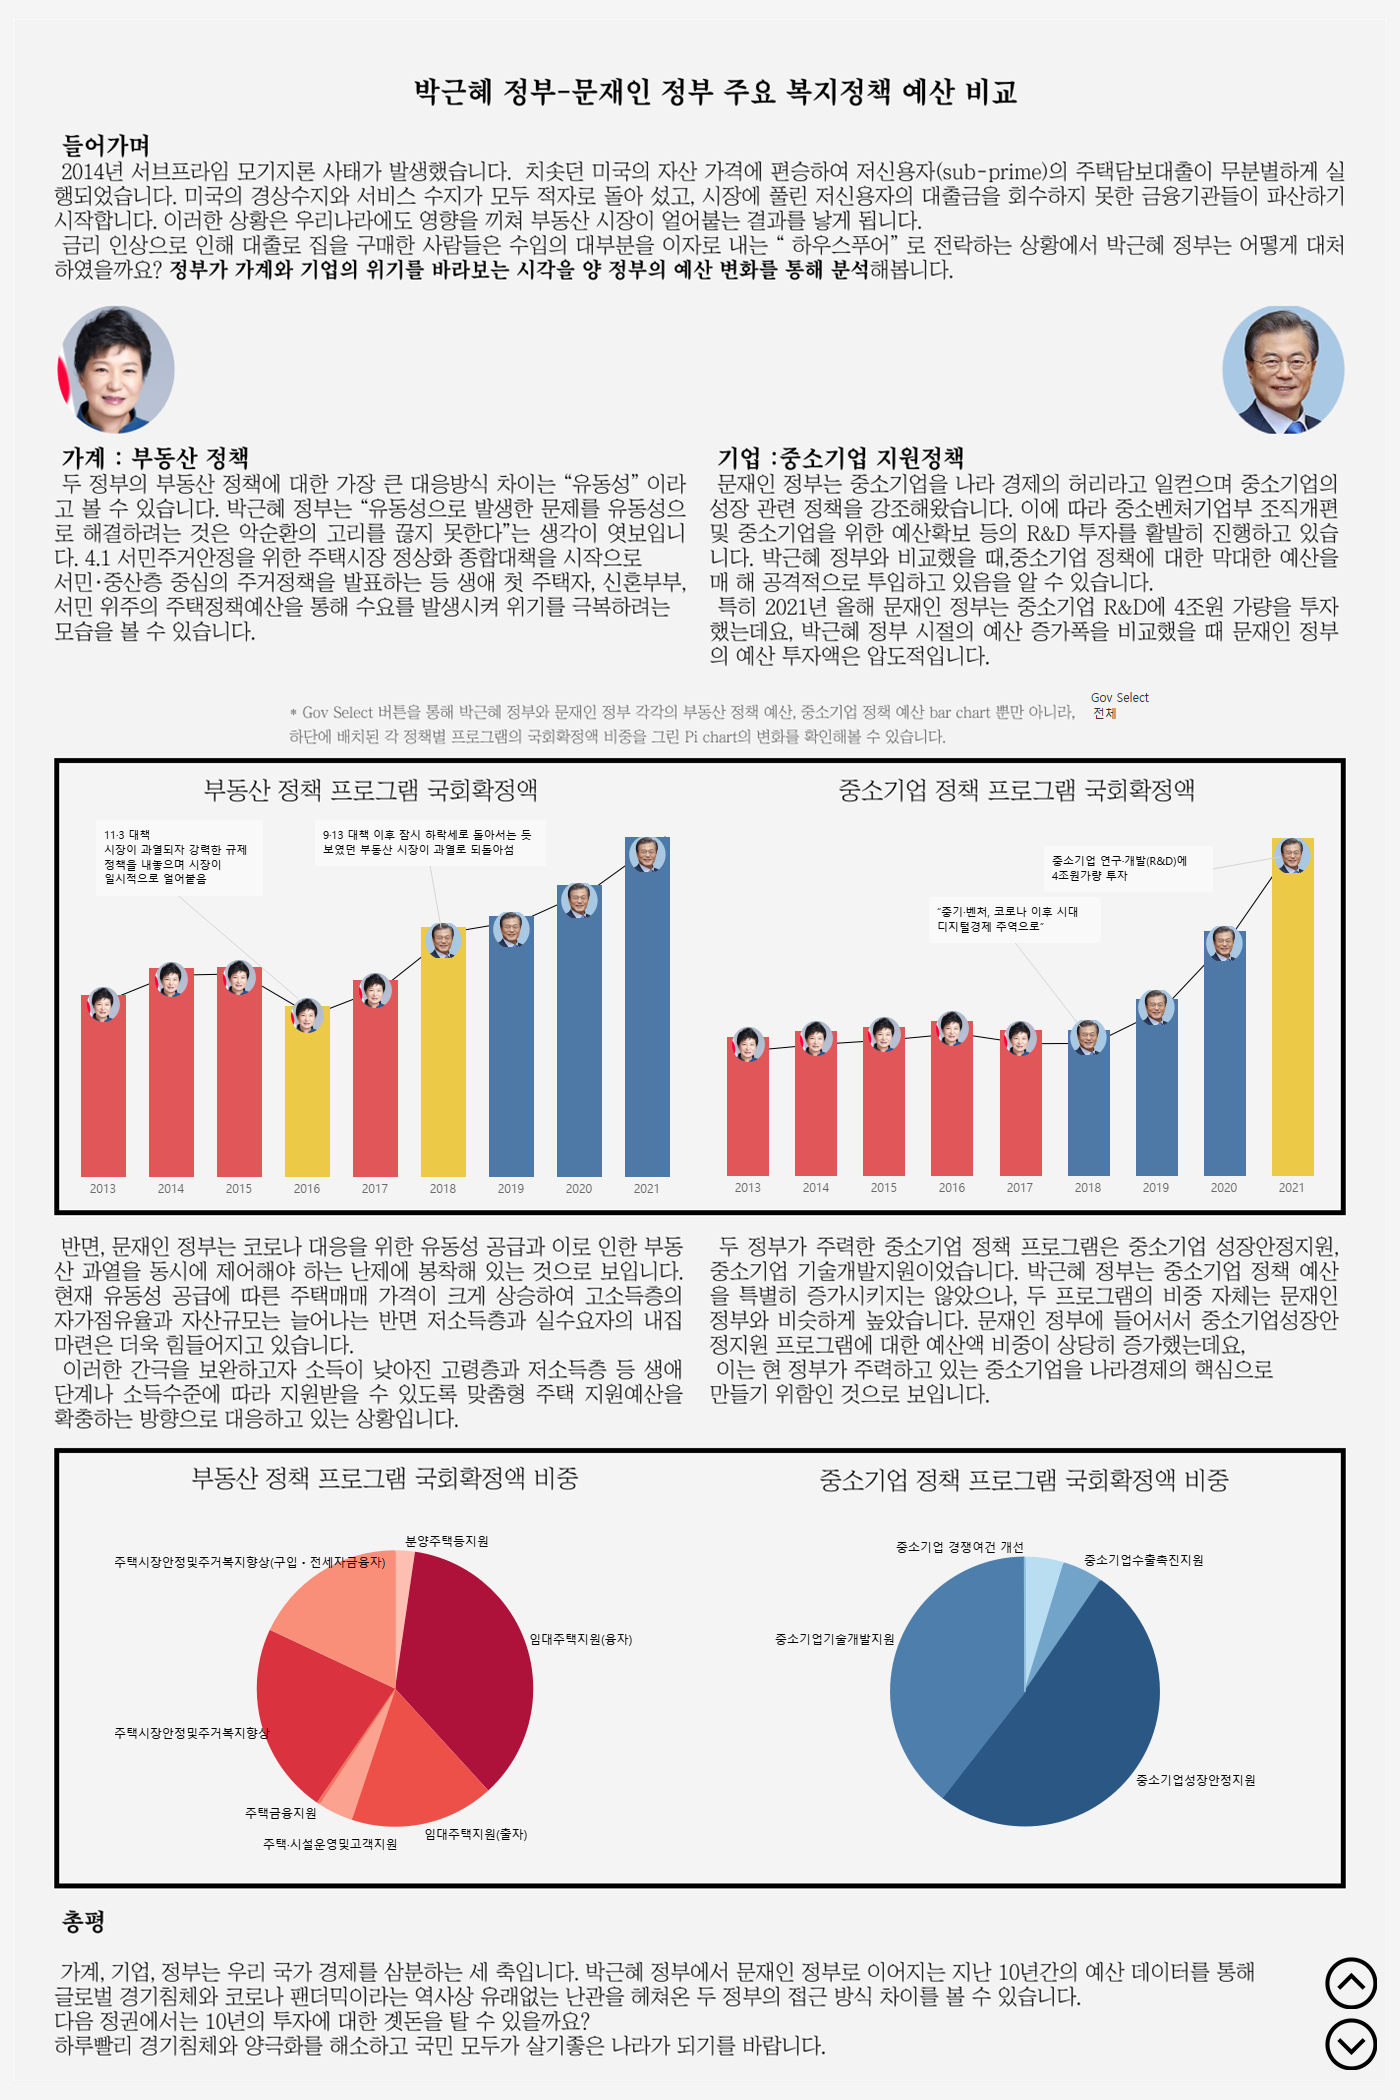 박근혜 정부-문재인 정부 주요 복지정책 예산 비교
들어가며
2014년 서브프라임 모기지론 사태가 발생했습니다. 치솟던 미국의 자산 가격에 편승하여 저신용자(sub-prime)의 주택담보대출이 무분별하게 실
행되었습니다. 미국의 경상수지와 서비스 수지가 모두 적자로 돌아 섰고, 시장에 풀린 저신용자의 대출금을 회수하지 못한 금융기관들이 파산하기
시작합니다. 이러한 상황은 우리나라에도 영향을 끼쳐 부동산 시장이 얼어붙는 결과를 낳게 됩니다.
금리 인상으로 인해 대출로 집을 구매한 사람들은 수입의 대부분을 이자로 내는 “ 하우스푸어” 로 전락하는 상황에서 박근혜 정부는 어떻게 대처
하였을까요? 정부가 가계와 기업의 위기를 바라보는 시각을 양 정부의 예산 변화를 통해 분석해봅니다.
가계 : 부동산 정책
두 정부의 부동산 정책에 대한 가장 큰 대응방식 차이는 “유동성” 이라
고 볼 수 있습니다. 박근혜 정부는 “유동성으로 발생한 문제를 유동성으
로 해결하려는 것은 악순환의 고리를 끊지 못한다”는 생각이 엿보입니
다. 4.1 서민주거안정을 위한 주택시장 정상화 종합대책을 시작으로
서민·중산층 중심의 주거정책을 발표하는 등 생애 첫 주택자, 신혼부부,
서민 위주의 주택정책예산을 통해 수요를 발생시켜 위기를 극복하려는
모습을 볼 수 있습니다.
기업 :중소기업 지원정책
문재인 정부는 중소기업을 나라 경제의 허리라고 일컫으며 중소기업의
성장 관련 정책을 강조해왔습니다. 이에 따라 중소벤처기업부 조직개편
및 중소기업을 위한 예산확보 등의 R&D 투자를 활발히 진행하고 있습
니다. 박근혜 정부와 비교했을 때,중소기업 정책에 대한 막대한 예산을
매 해 공격적으로 투입하고 있음을 알 수 있습니다.
특히 2021년 올해 문재인 정부는 중소기업 R&D에 4조원 가량을 투자
했는데요, 박근혜 정부 시절의 예산 증가폭을 비교했을 때 문재인 정부
의 예산 투자액은 압도적입니다.
* Gov Select 버튼을 통해 박근혜 정부와 문재인 정부 각각의 부동산 정책 예산, 중소기업 정책 예산 bar chart 뿐만 아니라,
하단에 배치된 각 정책별 프로그램의 국회확정액 비중을 그린 Pi chart의 변화를 확인해볼 수 있습니다.
Gov Select
전체
부동산 정책 프로그램 국회확정액
11·3 대책
시장이 과열되자 강력한 규제
정책을 내놓으며 시장이
일시적으로 얼어붙음
9·13 대책 이후 잠시 하락세로 돌아서는 듯
보였던 부동산 시장이 과열로 되돌아섬
2013 2014 2015 2016 2017 2018 2019 2020 2021
중소기업 정책 프로그램 국회확정액
중소기업 연구·개발(R&D)에
4조원가량 투자
“중기·벤처, 코로나 이후 시대
디지털경제 주역으로”
2013 2014 2015 2016 2017 2018 2019 2020 2021
반면, 문재인 정부는 코로나 대응을 위한 유동성 공급과 이로 인한 부동
산 과열을 동시에 제어해야 하는 난제에 봉착해 있는 것으로 보입니다.
현재 유동성 공급에 따른 주택매매 가격이 크게 상승하여 고소득층의
자가점유율과 자산규모는 늘어나는 반면 저소득층과 실수요자의 내집
마련은 더욱 힘들어지고 있습니다.
이러한 간극을 보완하고자 소득이 낮아진 고령층과 저소득층 등 생애
단계나 소득수준에 따라 지원받을 수 있도록 맞춤형 주택 지원예산을
확충하는 방향으로 대응하고 있는 상황입니다.
두 정부가 주력한 중소기업 정책 프로그램은 중소기업 성장안정지원,
중소기업 기술개발지원이었습니다. 박근혜 정부는 중소기업 정책 예산
을 특별히 증가시키지는 않았으나, 두 프로그램의 비중 자체는 문재인
정부와 비슷하게 높았습니다. 문재인 정부에 들어서서 중소기업성장안
정지원 프로그램에 대한 예산액 비중이 상당히 증가했는데요,
이는 현 정부가 주력하고 있는 중소기업을 나라경제의 핵심으로
만들기 위함인 것으로 보입니다.
부동산 정책 프로그램 국회확정액 비중
분양주택등지원
주택시장안정및주거복지향상(구입·전세자금융자)
임대주택지원(융자)
주택시장안정및주거복지향상
주택금융지원
임대주택지원(출자)
주택·시설운영및고객지원
중소기업 정책 프로그램 국회확정액 비중
중소기업 경쟁여건 개선
중소기업수출촉진지원
중소기업기술개발지원
중소기업성장안정지원
총평
가계, 기업, 정부는 우리 국가 경제를 삼분하는 세 축입니다. 박근혜 정부에서 문재인 정부로 이어지는 지난 10년간의 예산 데이터를 통해
글로벌 경기침체와 코로나 팬더믹이라는 역사상 유래없는 난관을 헤쳐온 두 정부의 접근 방식 차이를 볼 수 있습니다.
다음 정권에서는 10년의 투자에 대한 곗돈을 탈 수 있을까요?
하루빨리 경기침체와 양극화를 해소하고 국민 모두가 살기좋은 나라가 되기를 바랍니다.